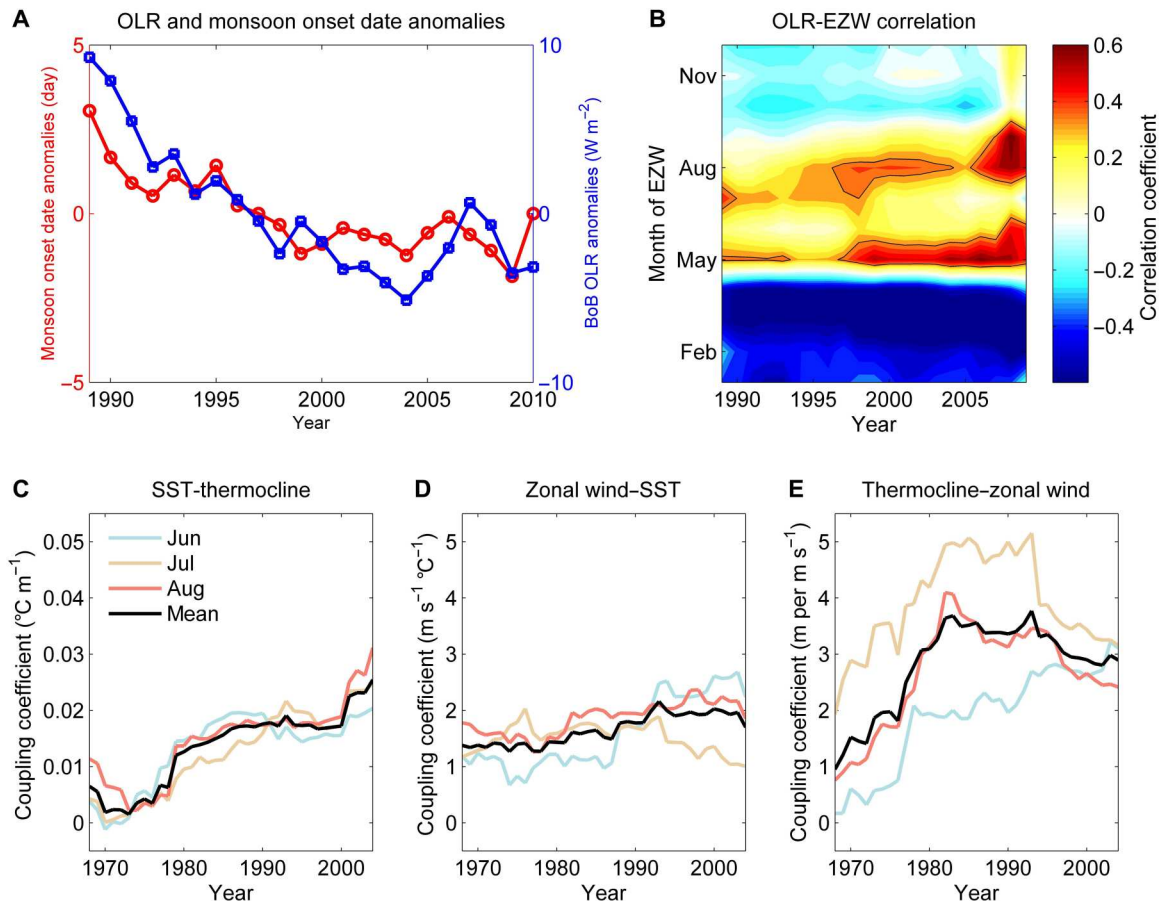 A OLR and monsoon onset date anomalies
Monsoon onset date anomalies (day)
5
0
−5
10
0
−10
BoB OLR anomalies (W m⁻²)
1990 1995 2000 2005 2010
Year
B OLR-EZW correlation
Month of EZW
Nov
Aug
May
Feb
1990 1995 2000 2005
Year
0.6
0.4
0.2
0
−0.2
−0.4
Correlation coefficient
C SST-thermocline
Coupling coefficient (°C m⁻¹)
0.05
0.04
0.03
0.02
0.01
0
Jun
Jul
Aug
Mean
1970 1980 1990 2000
Year
D Zonal wind–SST
Coupling coefficient (m s⁻¹ °C⁻¹)
5
4
3
2
1
0
1970 1980 1990 2000
Year
E Thermocline–zonal wind
Coupling coefficient (m per m s⁻¹)
5
4
3
2
1
0
1970 1980 1990 2000
Year